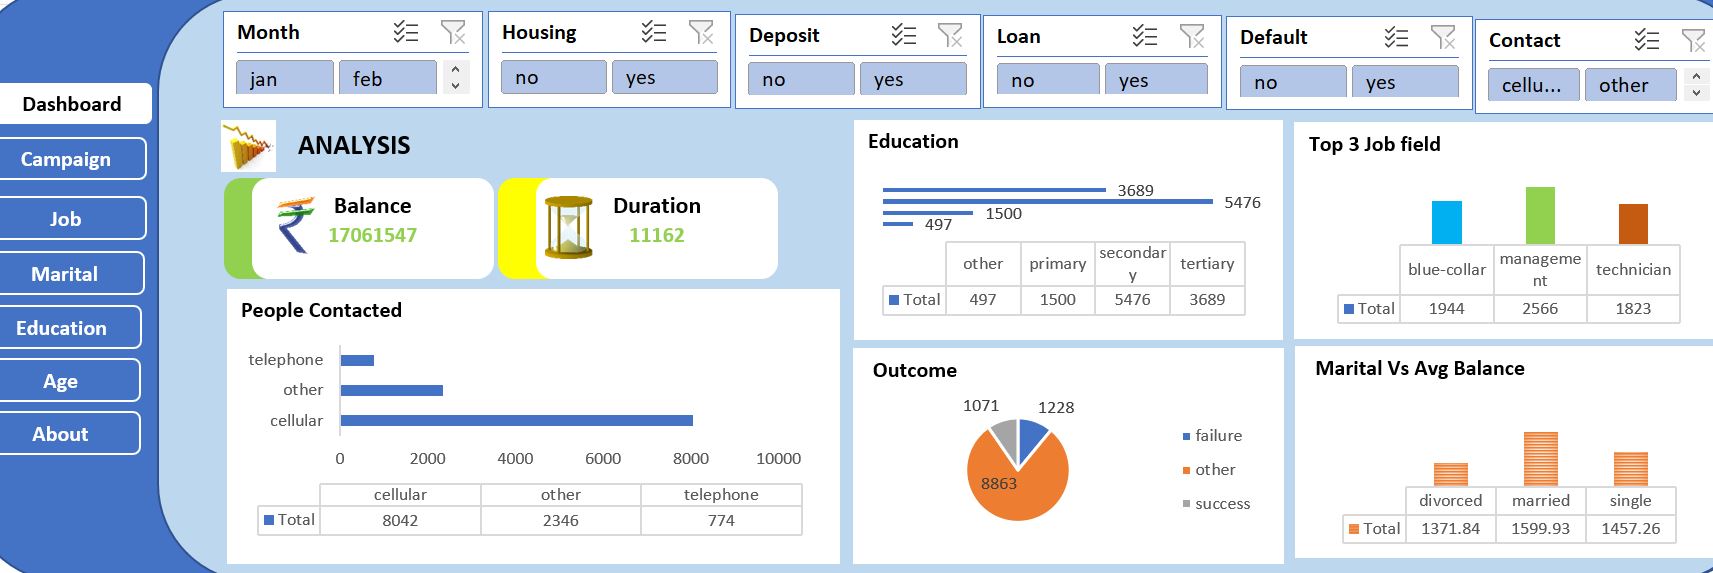 Month
jan feb
Housing
no yes
Deposit
no yes
Loan
no yes
Default
no yes
Contact
cellu... other
Dashboard
Campaign
Job
Marital
Education
Age
About
ANALYSIS
Balance
17061547
Duration
11162
People Contacted
telephone
other
cellular
0 2000 4000 6000 8000 10000
cellular other telephone
Total 8042 2346 774
Education
3689
5476
1500
497
other primary secondar
y tertiary
Total 497 1500 5476 3689
Outcome
1071 1228
8863
failure
other
success
Top 3 Job field
blue-collar manageme
nt technician
Total 1944 2566 1823
Marital Vs Avg Balance
divorced married single
Total 1371.84 1599.93 1457.26